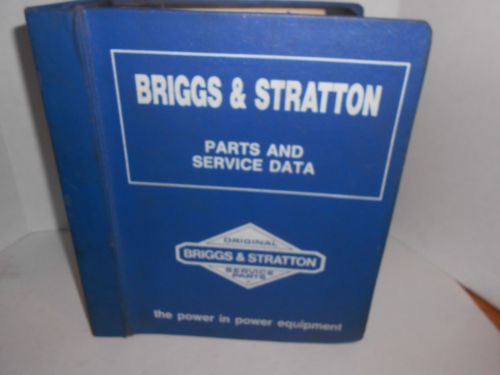 BRIGGS & STRATTON
PARTS AND
SERVICE DATA
ORIGINAL
BRIGGS & STRATTON
SERVICE
PARTS
the power in power equipment